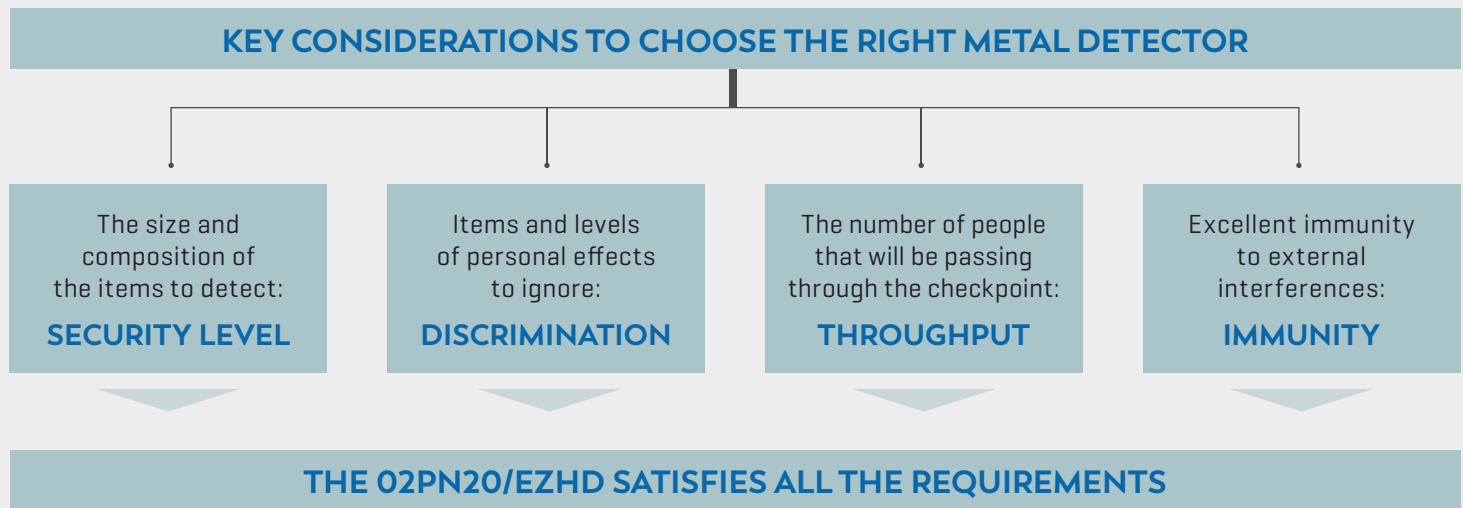 KEY CONSIDERATIONS TO CHOOSE THE RIGHT METAL DETECTOR
The size and
composition of
the items to detect:
SECURITY LEVEL
Items and levels
of personal effects
to ignore:
DISCRIMINATION
The number of people
that will be passing
through the checkpoint:
THROUGHPUT
Excellent immunity
to external
interferences:
IMMUNITY
THE 02PN20/EZHD SATISFIES ALL THE REQUIREMENTS